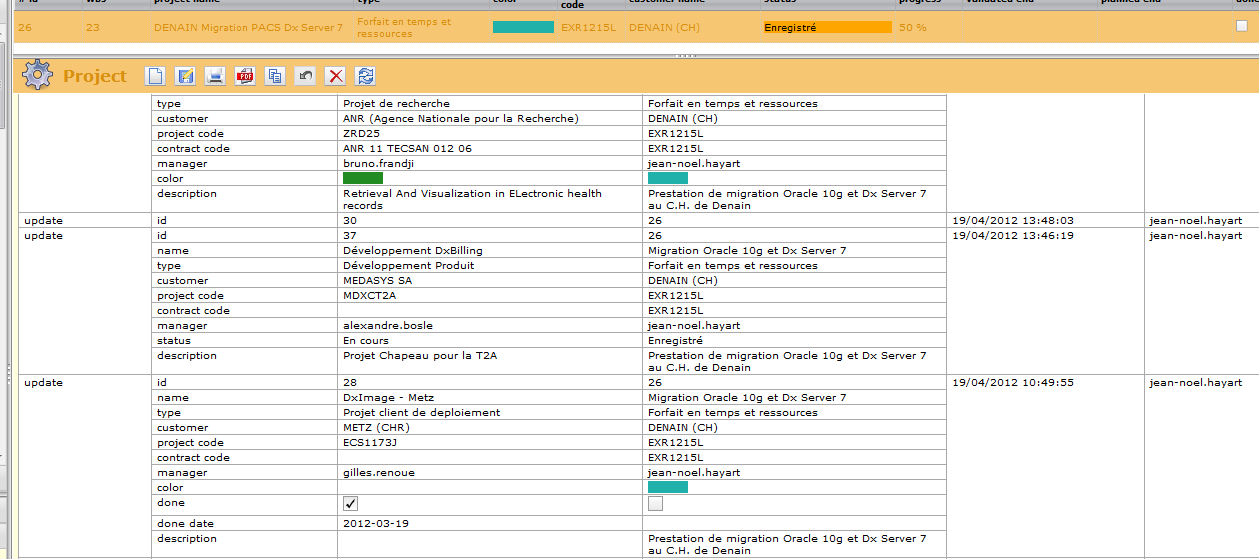 # id wbs project name type color code customer name status progress validated end planned end done
26 23 DENAIN Migration PACS Dx Server 7 Forfait en temps et EXR1215L DENAIN (CH) Enregistré 50 %
ressources
Project
type Projet de recherche Forfait en temps et ressources
customer ANR (Agence Nationale pour la Recherche) DENAIN (CH)
project code ZRD25 EXR1215L
contract code ANR 11 TECSAN 012 06 EXR1215L
manager bruno.frandji jean-noel.hayart
color
description Retrieval And Visualization in ELectronic health Prestation de migration Oracle 10g et Dx Server 7
records au C.H. de Denain
update id 30 26 19/04/2012 13:48:03 jean-noel.hayart
update id 37 26 19/04/2012 13:46:19 jean-noel.hayart
name Développement DxBilling Migration Oracle 10g et Dx Server 7
type Développement Produit Forfait en temps et ressources
customer MEDASYS SA DENAIN (CH)
project code MDXCT2A EXR1215L
contract code EXR1215L
manager alexandre.bosle jean-noel.hayart
status En cours Enregistré
description Projet Chapeau pour la T2A Prestation de migration Oracle 10g et Dx Server 7
au C.H. de Denain
update id 28 26 19/04/2012 10:49:55 jean-noel.hayart
name DxImage - Metz Migration Oracle 10g et Dx Server 7
type Projet client de deploiement Forfait en temps et ressources
customer METZ (CHR) DENAIN (CH)
project code ECS1173J EXR1215L
contract code EXR1215L
manager gilles.renoue jean-noel.hayart
color
done
done date 2012-03-19
description Prestation de migration Oracle 10g et Dx Server 7
au C.H. de Denain